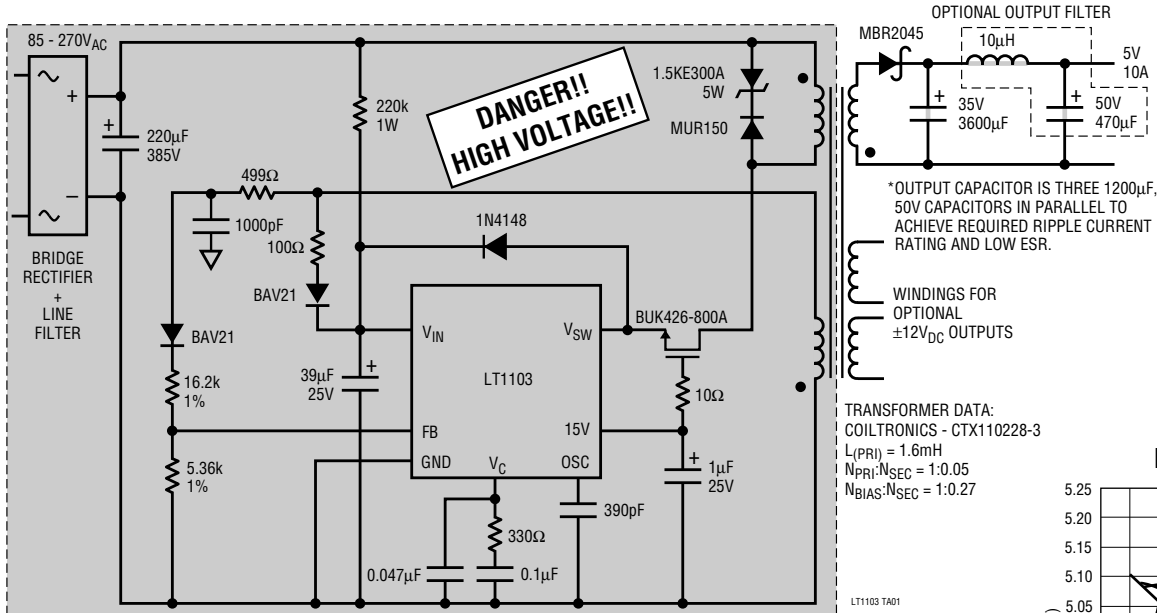 85 - 270VAC
BRIDGE
RECTIFIER
+
LINE
FILTER
+
−
+
220µF
385V
220k
1W
DANGER!!
HIGH VOLTAGE!!
1.5KE300A
5W
MUR150
499Ω
1000pF
100Ω
BAV21
1N4148
BAV21
16.2k
1%
5.36k
1%
+
39µF
25V
VIN
VSW
LT1103
FB
15V
GND
VC
OSC
BUK426-800A
10Ω
+
1µF
25V
390pF
330Ω
0.047µF
0.1µF
OPTIONAL OUTPUT FILTER
MBR2045
10µH
5V
10A
+
35V
3600µF
+
50V
470µF
*OUTPUT CAPACITOR IS THREE 1200µF,
50V CAPACITORS IN PARALLEL TO
ACHIEVE REQUIRED RIPPLE CURRENT
RATING AND LOW ESR.
WINDINGS FOR
OPTIONAL
±12VDC OUTPUTS
TRANSFORMER DATA:
COILTRONICS - CTX110228-3
L(PRI) = 1.6mH
NPRI:NSEC = 1:0.05
NBIAS:NSEC = 1:0.27
LT1103 TA01
5.25
5.20
5.15
5.10
5.05